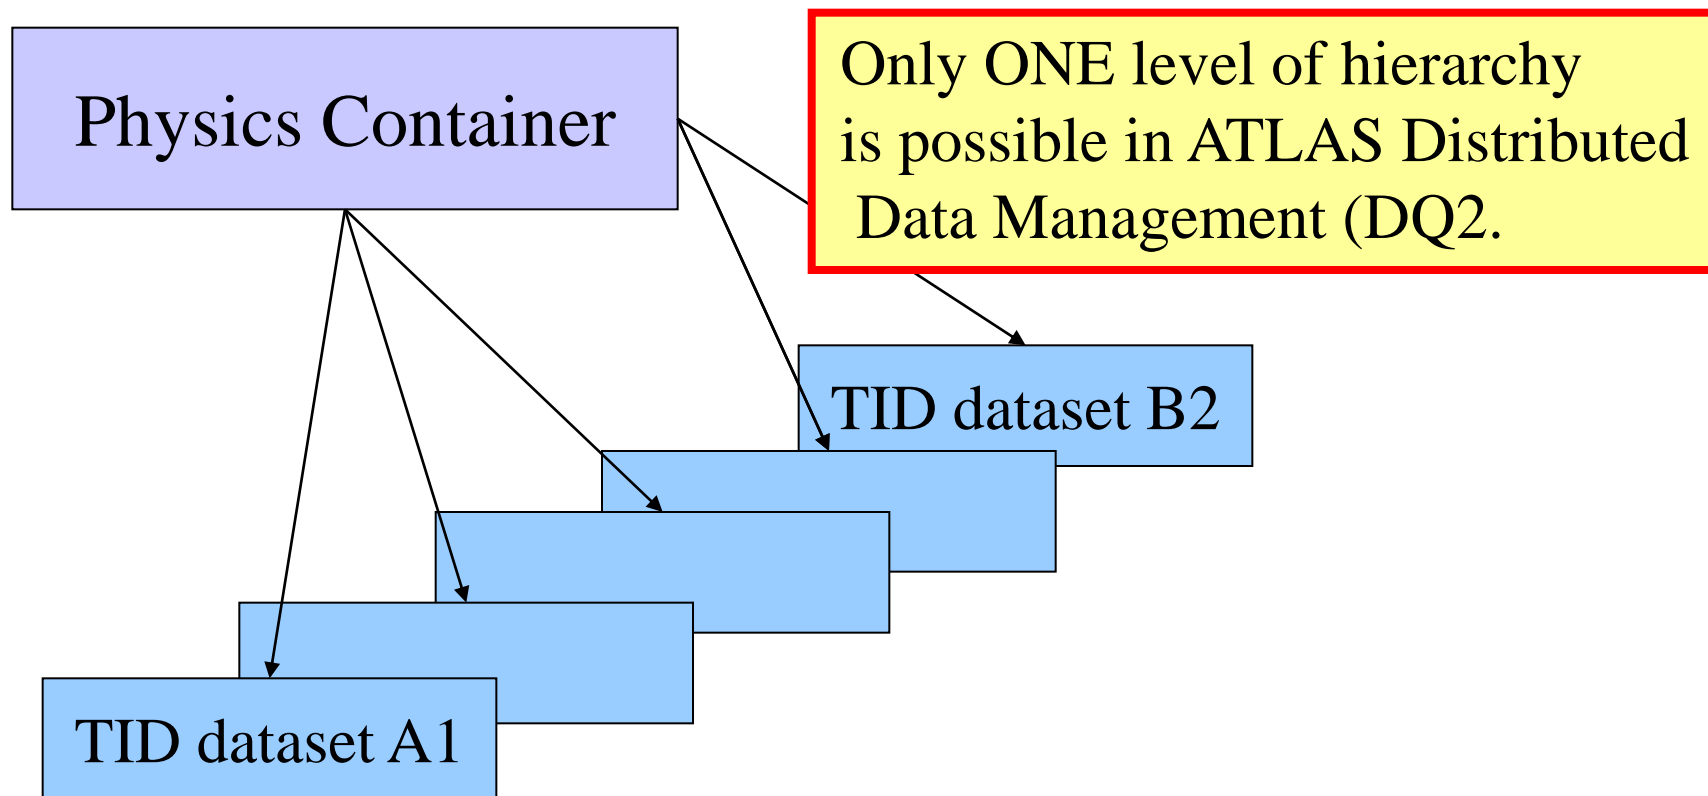 Physics Container
Only ONE level of hierarchy
is possible in ATLAS Distributed
Data Management (DQ2.
TID dataset B2
TID dataset A1